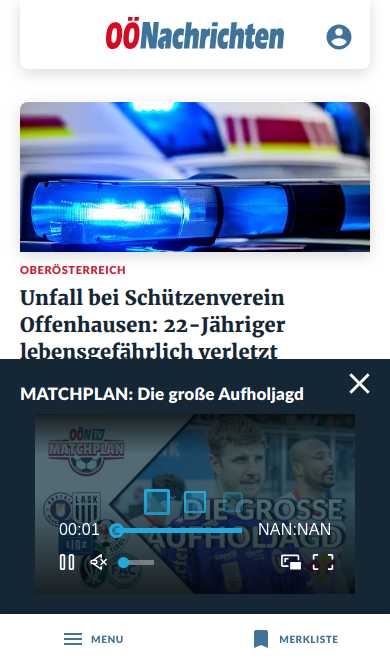 OÖNachrichten
OBERÖSTERREICH
Unfall bei Schützenverein
Offenhausen: 22-Jähriger
lebensgefährlich verletzt
MATCHPLAN: Die große Aufholjagd
OÖN TV
MATCHPLAN
LASK
DIE GROSSE
AUFHOLJAGD
00:01
NAN:NAN
MENU
MERKLISTE